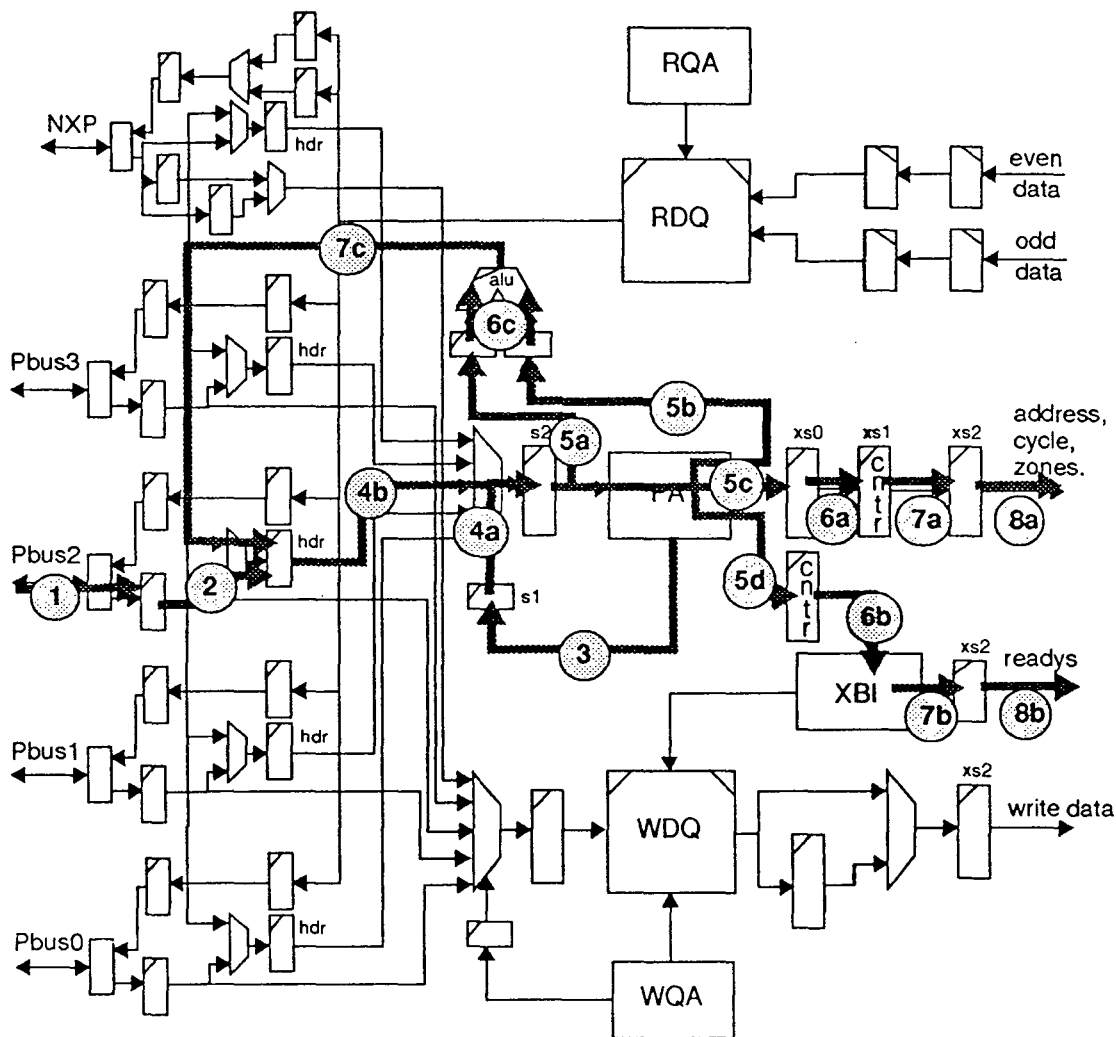 RQA
NXP
hdr
even
data
RDQ
odd
data
7c
alu
6c
Pbus3
hdr
5b
s2
5a
xs0
xs1
xs2
address,
cycle,
zones.
4b
5c
cntr
4a
6a
7a
8a
Pbus2
hdr
1
2
5d
cntr
s1
6b
3
xs2
readys
XBI
7b
8b
Pbus1
hdr
xs2
WDQ
write data
Pbus0
hdr
WQA